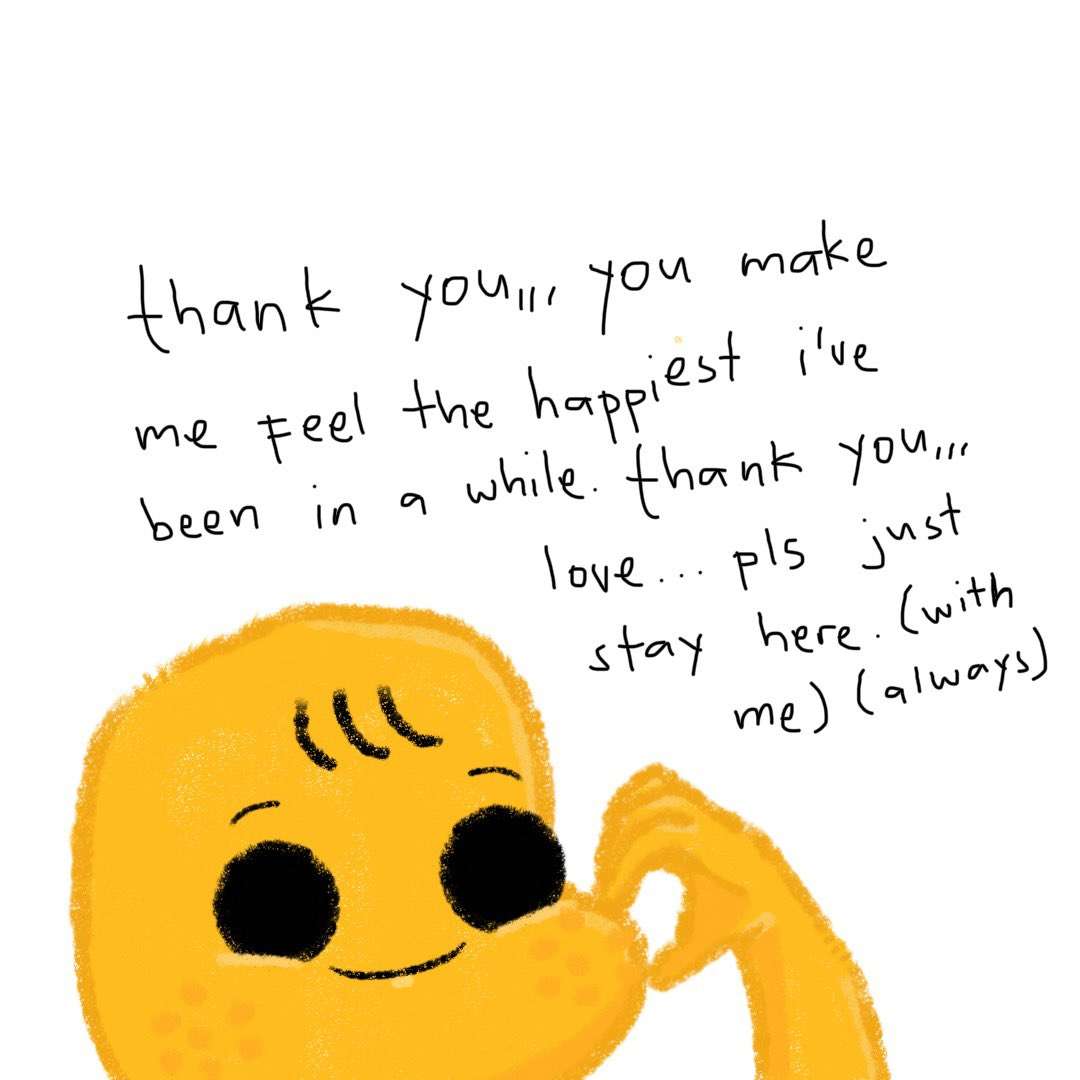 thank you,,, you make
me feel the happiest i've
been in a while. thank you,,,
love... pls just
stay here. (with
me) (always)